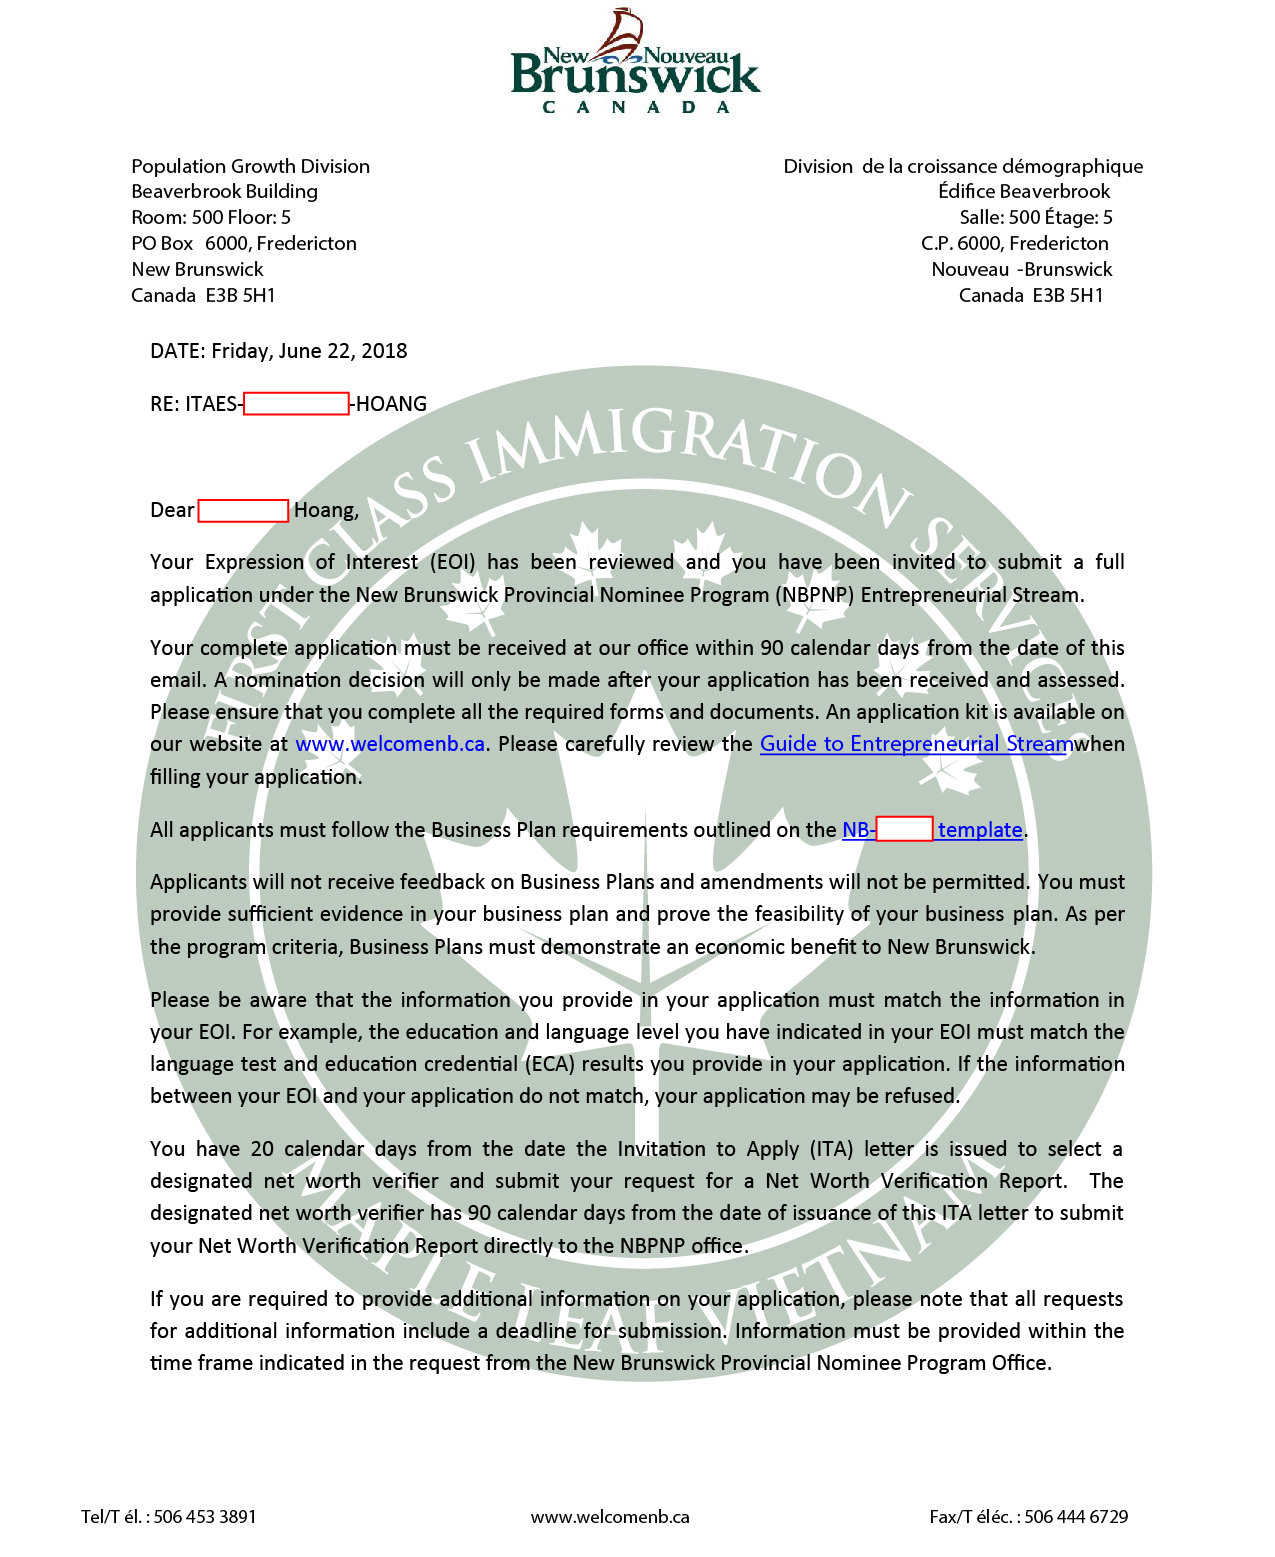 New Nouveau
Brunswick
CANADA
Population Growth Division
Beaverbrook Building
Room: 500 Floor: 5
PO Box 6000, Fredericton
New Brunswick
Canada E3B 5H1
Division de la croissance démographique
Édifice Beaverbrook
Salle: 500 Étage: 5
C.P. 6000, Fredericton
Nouveau -Brunswick
Canada E3B 5H1
DATE: Friday, June 22, 2018
RE: ITAES- -HOANG
FIRST CLASS IMMIGRATION SERVICES
Dear Hoang,
Your Expression of Interest (EOI) has been reviewed and you have been invited to submit a full
application under the New Brunswick Provincial Nominee Program (NBPNP) Entrepreneurial Stream.
Your complete application must be received at our office within 90 calendar days from the date of this
email. A nomination decision will only be made after your application has been received and assessed.
Please ensure that you complete all the required forms and documents. An application kit is available on
our website at www.welcomenb.ca. Please carefully review the Guide to Entrepreneurial Streamwhen
filling your application.
All applicants must follow the Business Plan requirements outlined on the NB- template.
Applicants will not receive feedback on Business Plans and amendments will not be permitted. You must
provide sufficient evidence in your business plan and prove the feasibility of your business plan. As per
the program criteria, Business Plans must demonstrate an economic benefit to New Brunswick.
Please be aware that the information you provide in your application must match the information in
your EOI. For example, the education and language level you have indicated in your EOI must match the
language test and education credential (ECA) results you provide in your application. If the information
between your EOI and your application do not match, your application may be refused.
You have 20 calendar days from the date the Invitation to Apply (ITA) letter is issued to select a
designated net worth verifier and submit your request for a Net Worth Verification Report. The
designated net worth verifier has 90 calendar days from the date of issuance of this ITA letter to submit
your Net Worth Verification Report directly to the NBPNP office.
If you are required to provide additional information on your application, please note that all requests
for additional information include a deadline for submission. Information must be provided within the
time frame indicated in the request from the New Brunswick Provincial Nominee Program Office.
MAPLE LEAF VIETNAM
Tel/T él. : 506 453 3891
www.welcomenb.ca
Fax/T éléc. : 506 444 6729